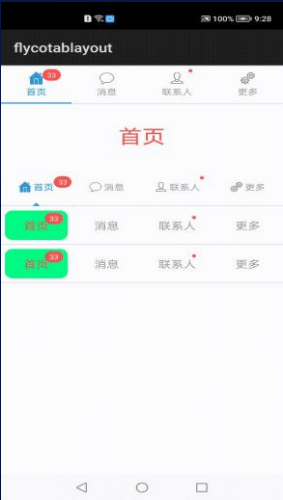 100% 9:28
flycotablayout
33
首页 消息 联系人 更多
首页
首页 33 消息 联系人 更多
首页 33 消息 联系人 更多
首页 33 消息 联系人 更多